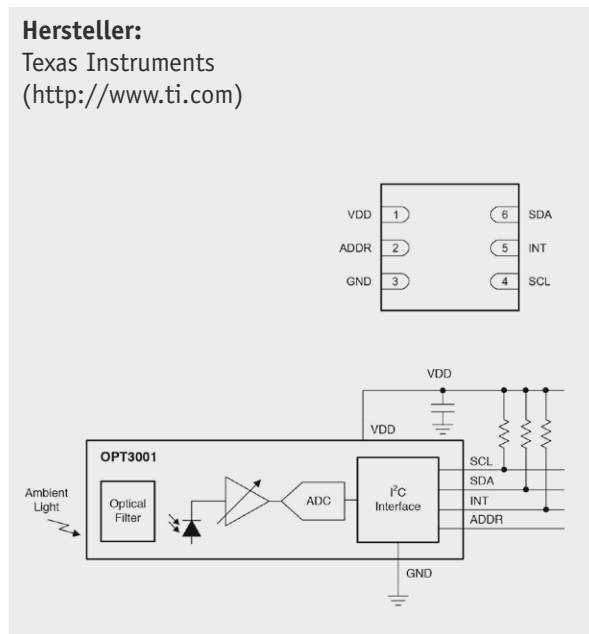 Hersteller:
Texas Instruments
(http://www.ti.com)
VDD 1 6 SDA
ADDR 2 5 INT
GND 3 4 SCL
VDD
VDD
OPT3001
SCL
SDA
INT
ADDR
Ambient
Light
Optical
Filter
ADC
I²C
Interface
GND